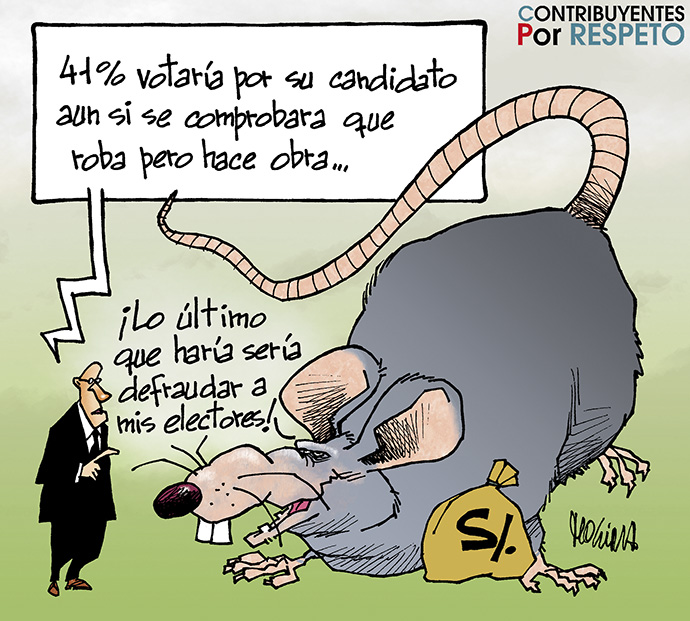 CONTRIBUYENTES
Por RESPETO
41% votaría por su candidato
aun si se comprobara que
roba pero hace obra...
¡Lo último
que haría sería
defraudar a
mis electores!
S/.